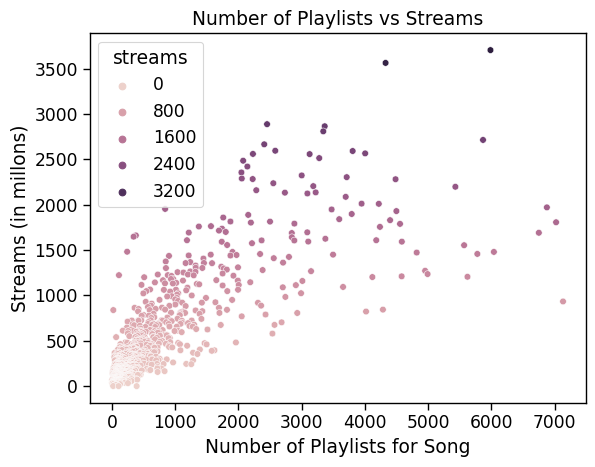 Number of Playlists vs Streams
streams
0
800
1600
2400
3200
Streams (in millons)
3500
3000
2500
2000
1500
1000
500
0
0 1000 2000 3000 4000 5000 6000 7000
Number of Playlists for Song